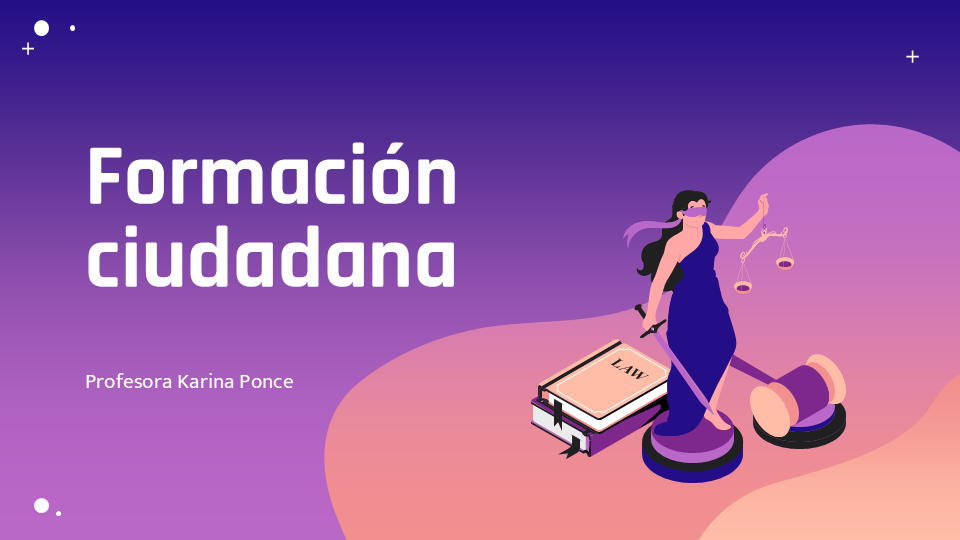 Formación
ciudadana
Profesora Karina Ponce
LAW